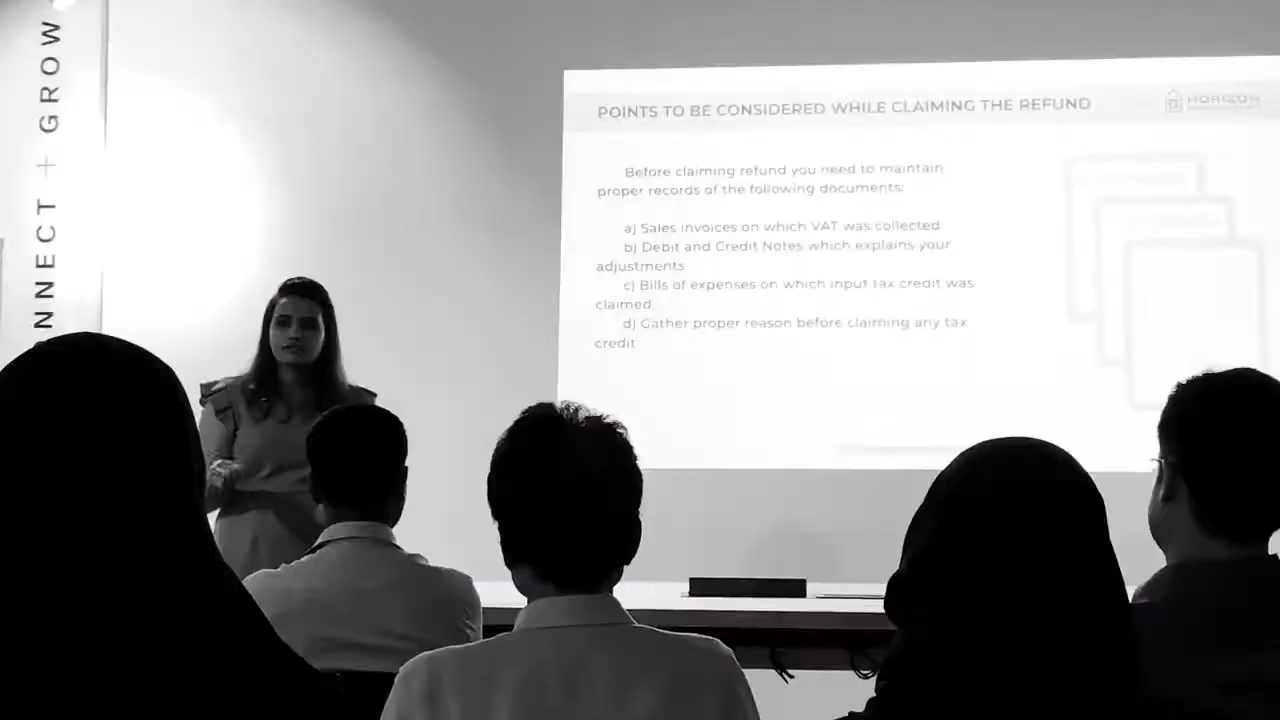 NNECT + GROW
POINTS TO BE CONSIDERED WHILE CLAIMING THE REFUND
HORIZON
Before claiming refund you need to maintain
proper records of the following documents:
a) Sales invoices on which VAT was collected
b) Debit and Credit Notes which explains your
adjustments
c) Bills of expenses on which input tax credit was
claimed
d) Gather proper reason before claiming any tax
credit